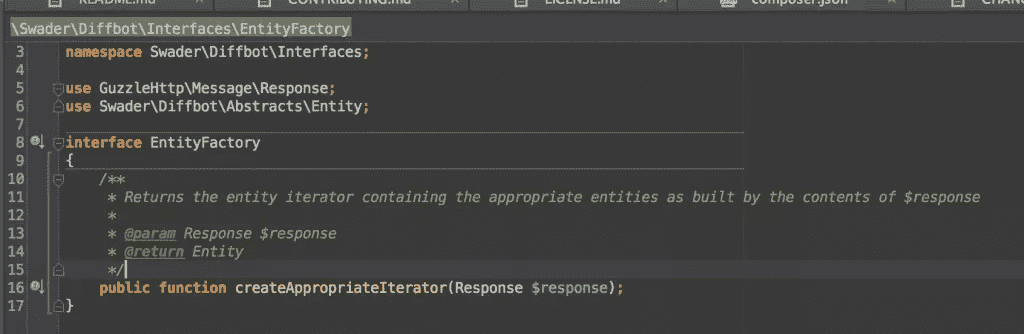 README.md CONTRIBUTING.md LICENSE.md composer.json
\Swader\Diffbot\Interfaces\EntityFactory
3 namespace Swader\Diffbot\Interfaces;
4
5 use GuzzleHttp\Message\Response;
6 use Swader\Diffbot\Abstracts\Entity;
7
8 interface EntityFactory
9 {
10 /**
11 * Returns the entity iterator containing the appropriate entities as built by the contents of $response
12 *
13 * @param Response $response
14 * @return Entity
15 */
16 public function createAppropriateIterator(Response $response);
17 }